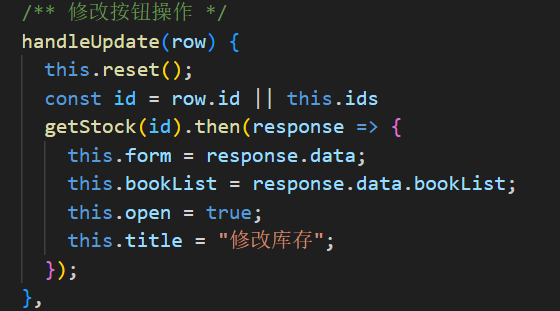 /** 修改按钮操作 */
handleUpdate(row) {
this.reset();
const id = row.id || this.ids
getStock(id).then(response => {
this.form = response.data;
this.bookList = response.data.bookList;
this.open = true;
this.title = "修改库存";
});
},